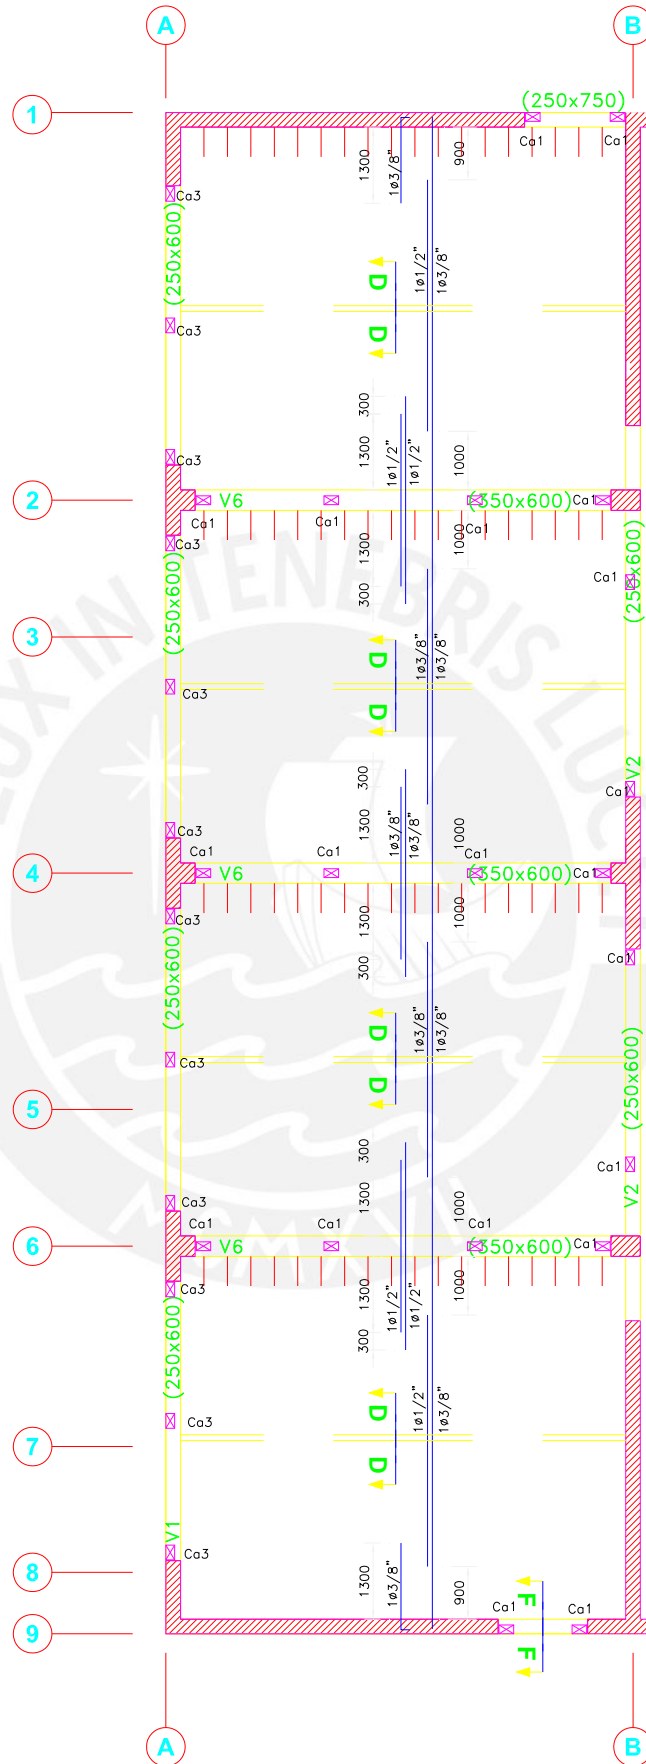 A
B
1
(250x750)
Ca1
Ca1
1300
1ø3/8"
900
Ca3
(250x600)
1ø1/2"
1ø3/8"
D
D
Ca3
300
1300
1ø1/2"
1ø1/2"
1000
Ca3
2
V6
(350x600)
Ca1
Ca1
Ca1
Ca1
Ca3
1300
1000
300
(250x600)
(250x600)
Ca1
LUX IN TENEBRIS LUCET
3
D
D
1ø3/8"
1ø3/8"
Ca3
300
V2
Ca1
1300
1ø3/8"
1ø3/8"
1000
Ca3
Ca1
Ca1
Ca1
4
V6
(350x600)
Ca1
Ca3
1300
1000
300
Ca1
(250x600)
1ø3/8"
1ø3/8"
D
D
Ca3
(250x600)
5
300
1300
1000
Ca1
V2
Ca3
Ca1
Ca1
Ca1
6
V6
(350x600)
Ca1
MCMXVII
Ca3
1300
1ø1/2"
1ø1/2"
1000
300
(250x600)
D
D
1ø1/2"
1ø3/8"
Ca3
7
V1
Ca3
8
1300
1ø3/8"
900
F
F
Ca1
Ca1
9
A
B